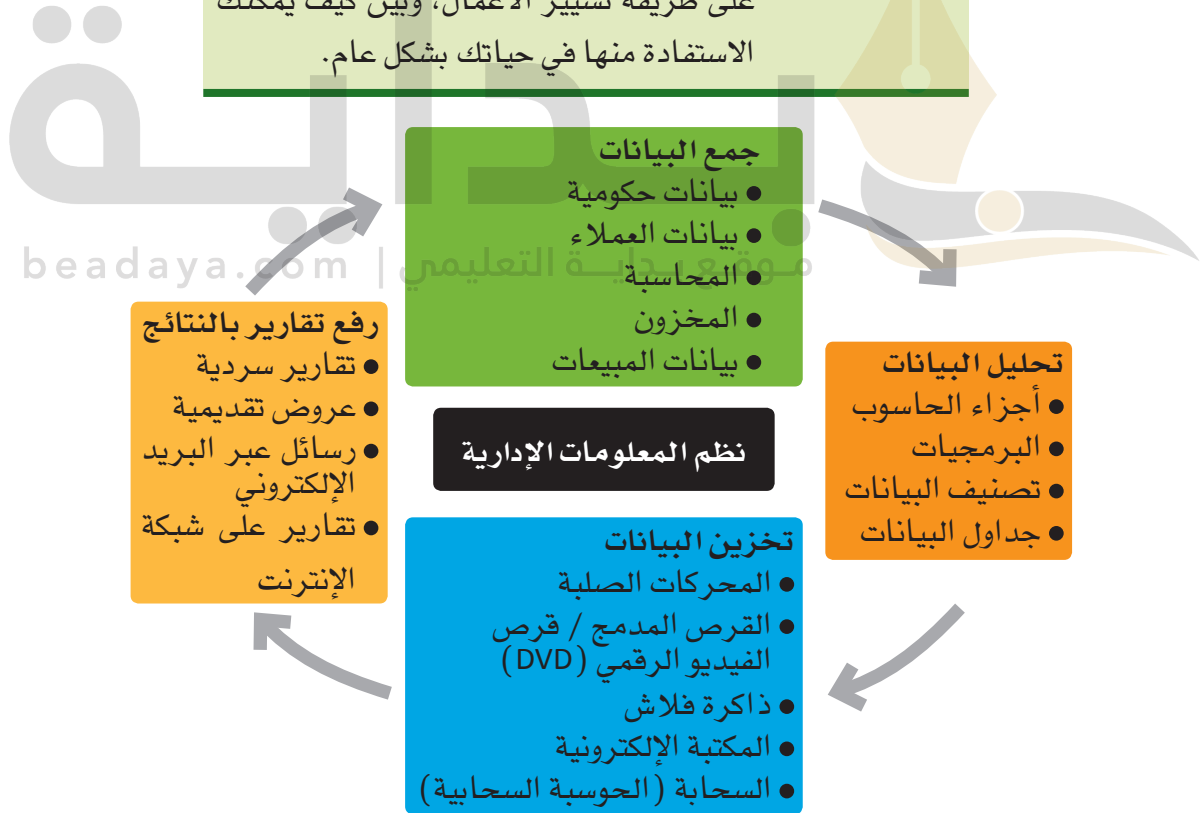 على طريقة تسيير الأعمال، وبين كيف يمكنك
الاستفادة منها في حياتك بشكل عام.
بدايــة
موقع بدايــة التعليمي | beadaya.com
جمع البيانات
• بيانات حكومية
• بيانات العملاء
• المحاسبة
• المخزون
• بيانات المبيعات
تحليل البيانات
• أجزاء الحاسوب
• البرمجيات
• تصنيف البيانات
• جداول البيانات
نظم المعلومات الإدارية
تخزين البيانات
• المحركات الصلبة
• القرص المدمج / قرص
الفيديو الرقمي (DVD)
• ذاكرة فلاش
• المكتبة الإلكترونية
• السحابة (الحوسبة السحابية)
رفع تقارير بالنتائج
• تقارير سردية
• عروض تقديمية
• رسائل عبر البريد
الإلكتروني
• تقارير على شبكة
الإنترنت